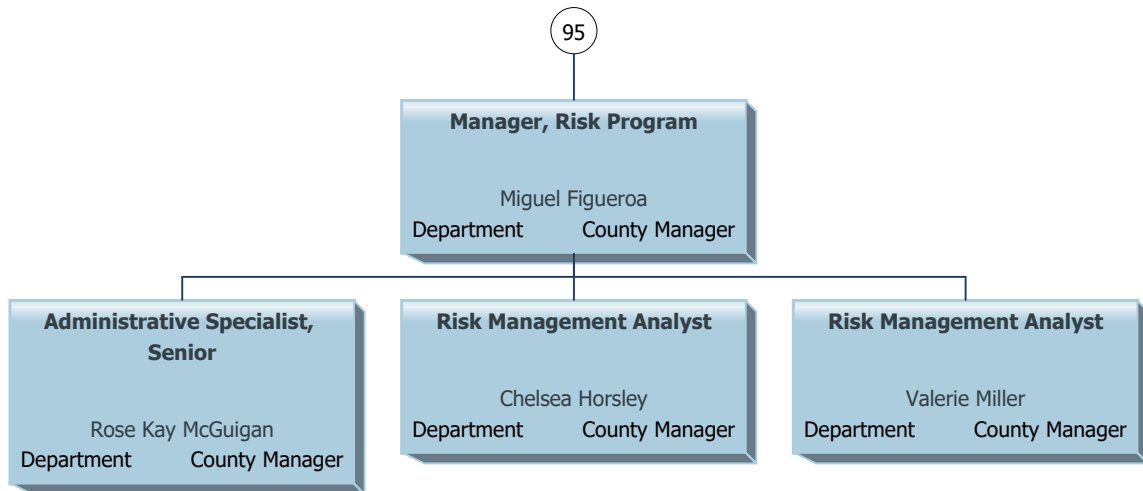 95
Manager, Risk Program
Miguel Figueroa
Department County Manager
Administrative Specialist,
Senior
Rose Kay McGuigan
Department County Manager
Risk Management Analyst
Chelsea Horsley
Department County Manager
Risk Management Analyst
Valerie Miller
Department County Manager